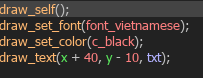 draw_self();
draw_set_font(font_vietnamese);
draw_set_color(c_black);
draw_text(x + 40, y - 10, txt);